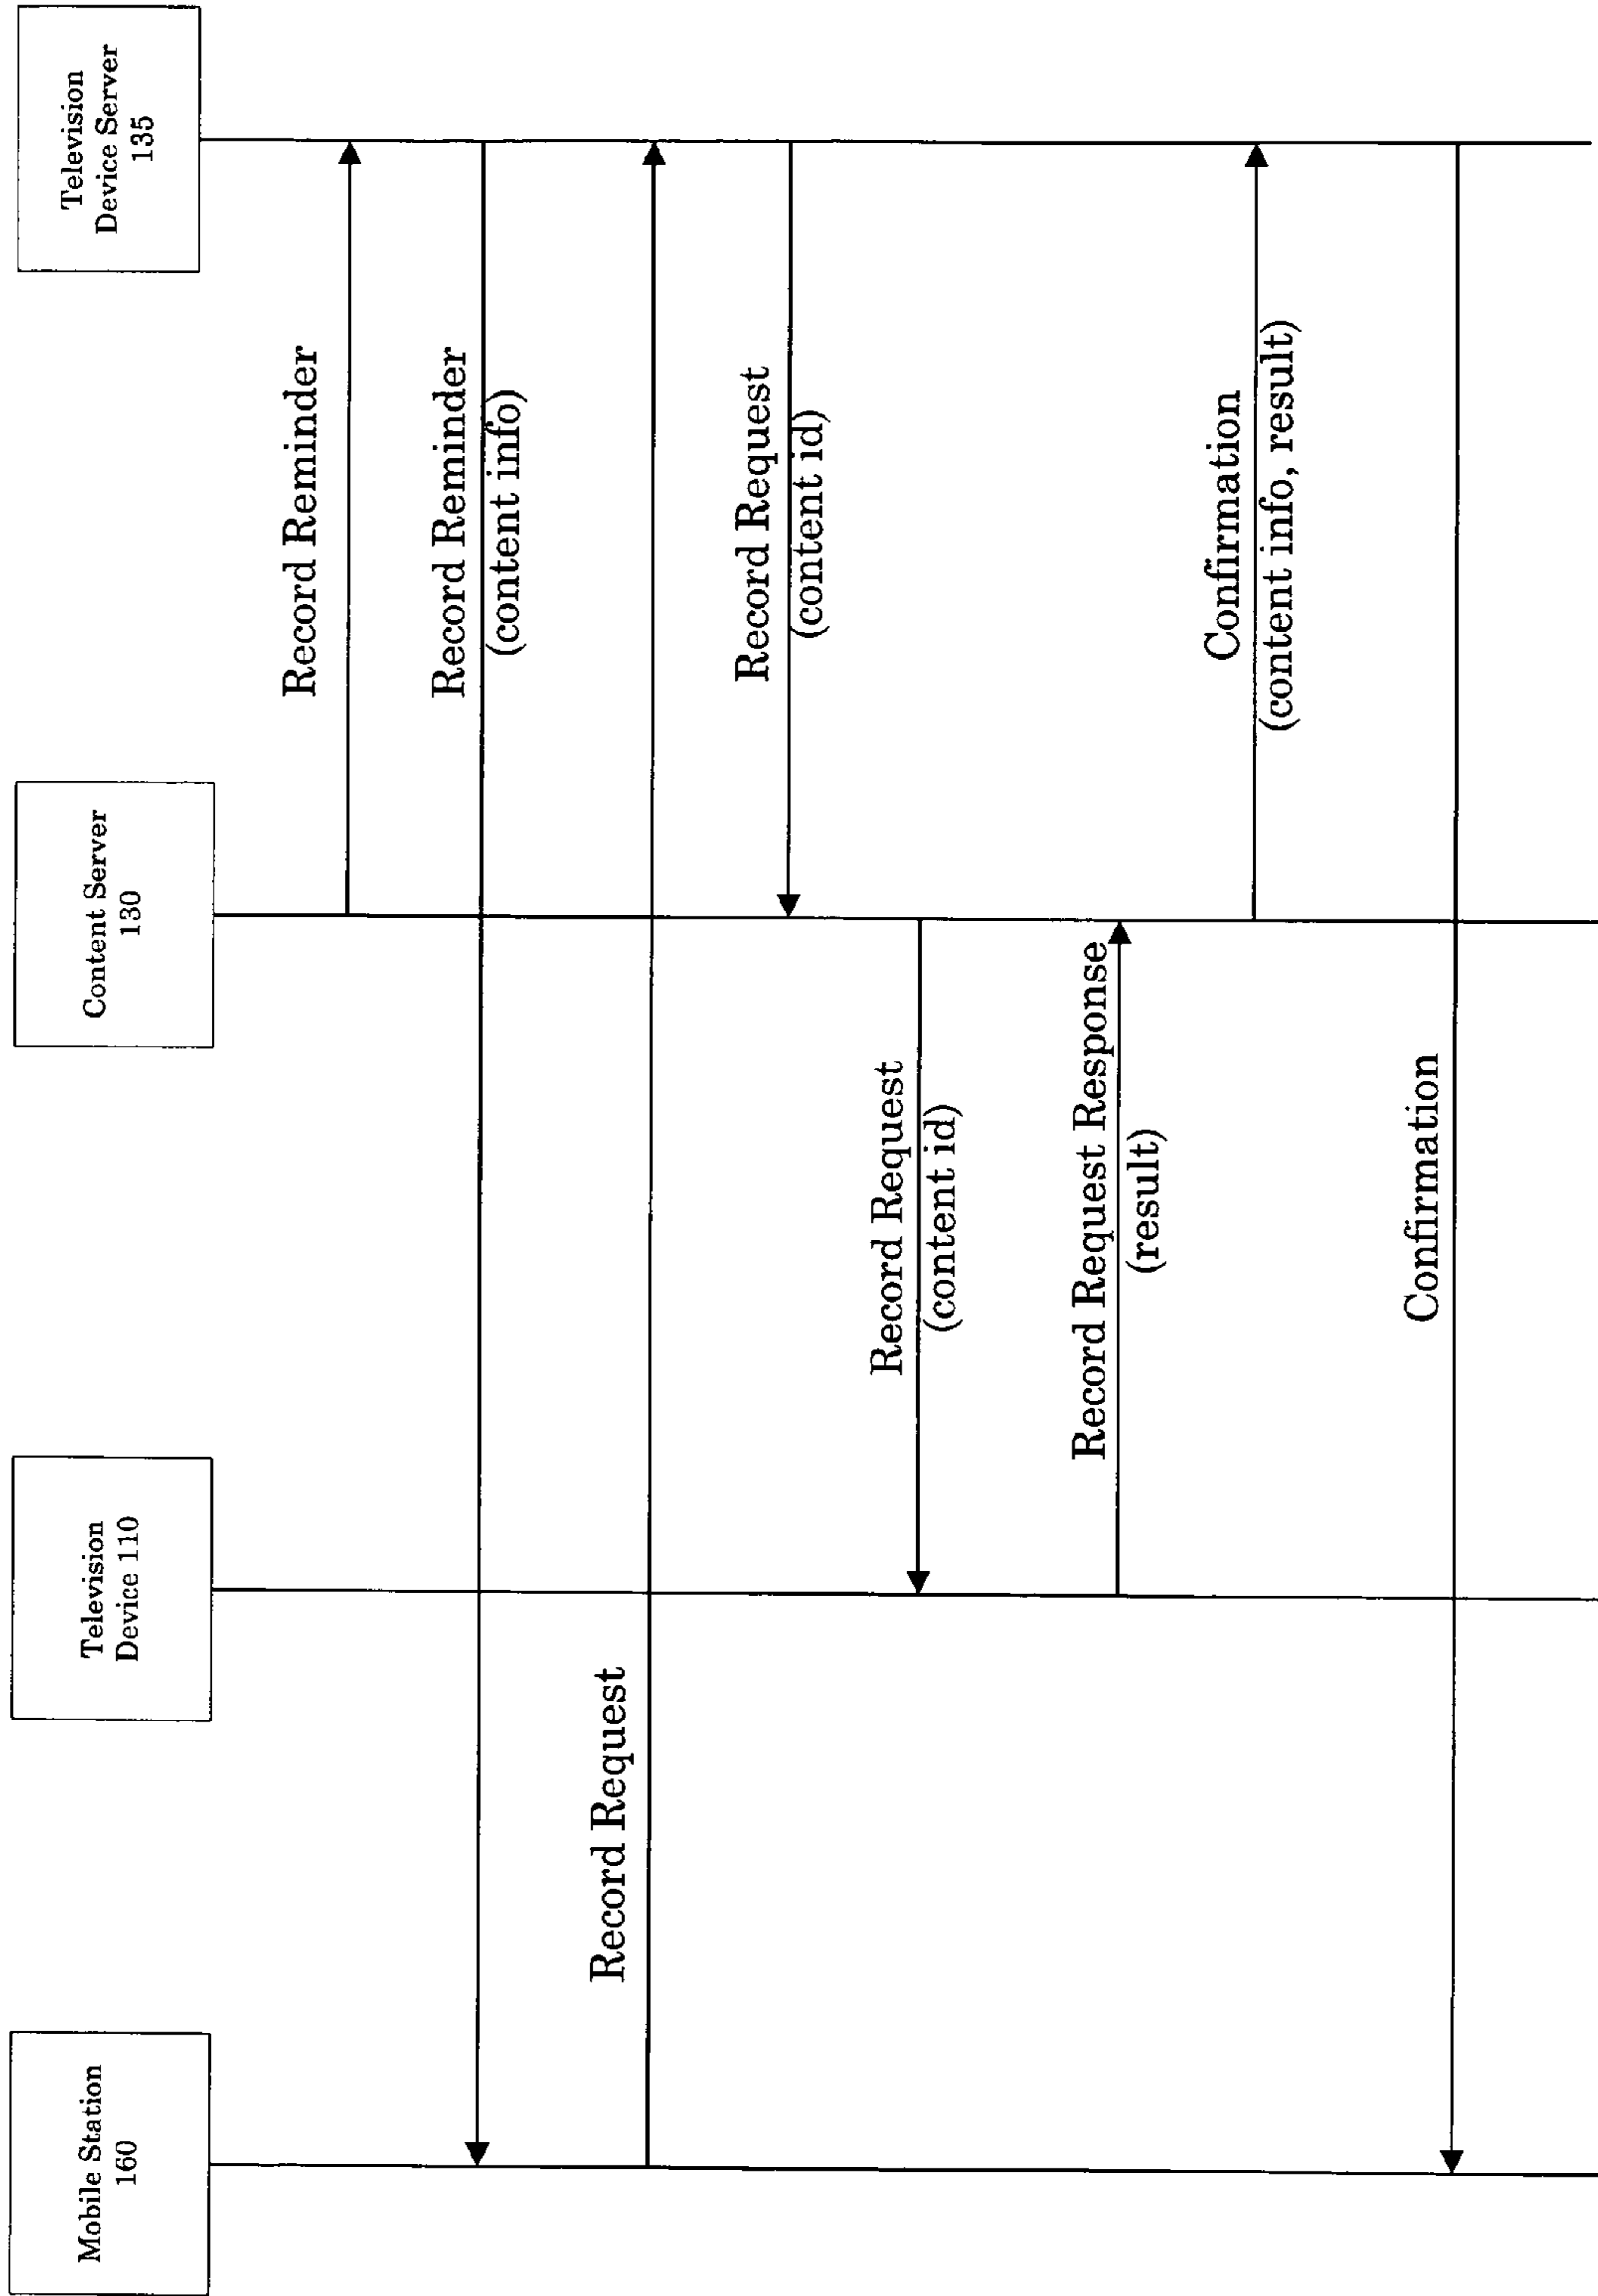 Mobile Station
160
Television
Device 110
Content Server
130
Television
Device Server
135
Record Reminder
Record Reminder
(content info)
Record Request
Record Request
(content id)
Record Request
(content id)
Record Request Response
(result)
Confirmation
(content info, result)
Confirmation